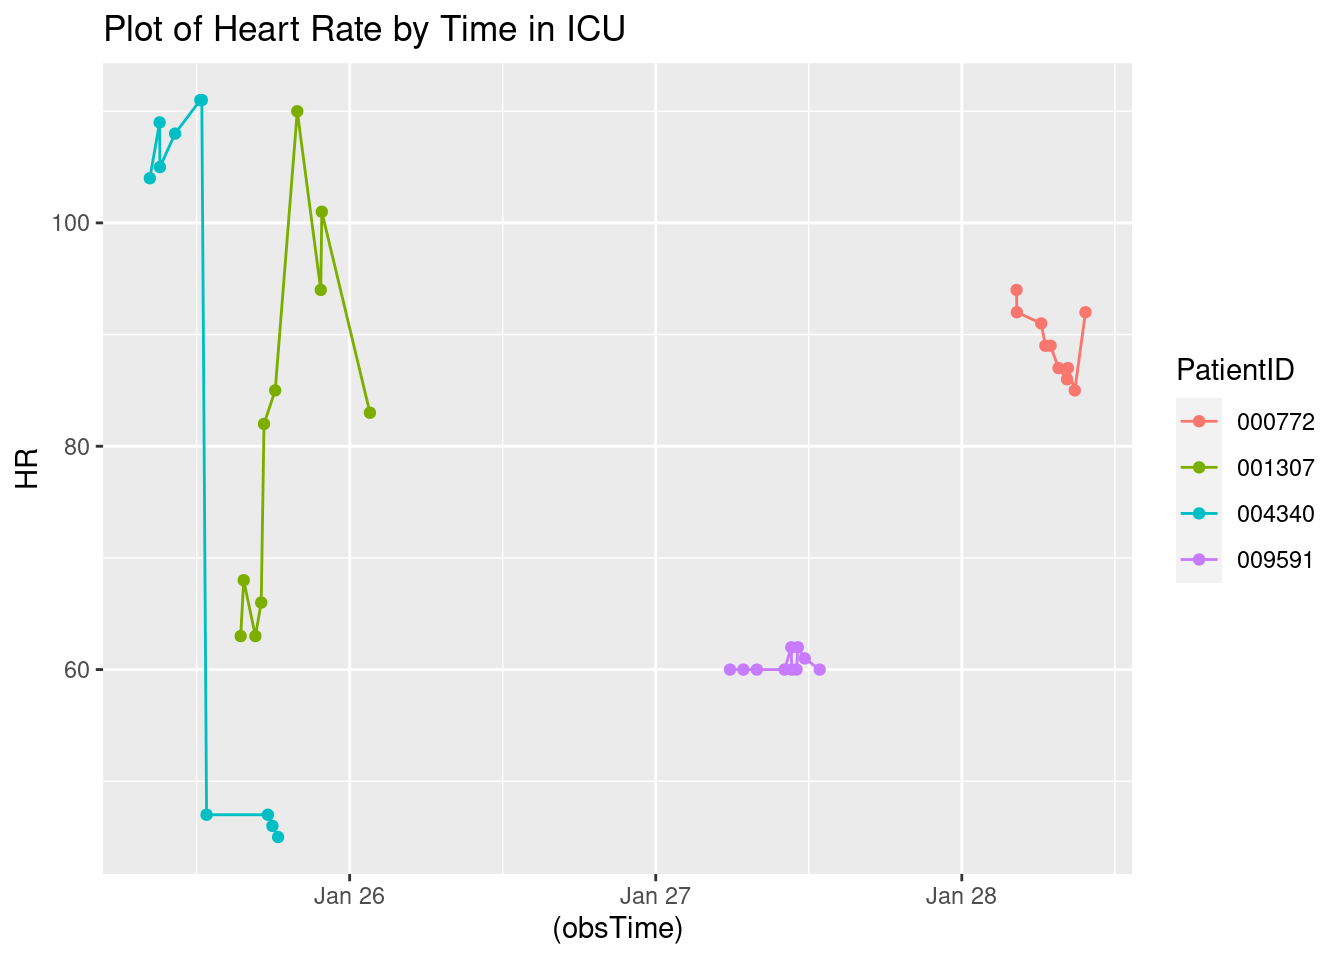 Plot of Heart Rate by Time in ICU
HR
100
80
60
Jan 26
Jan 27
Jan 28
(obsTime)
PatientID
000772
001307
004340
009591